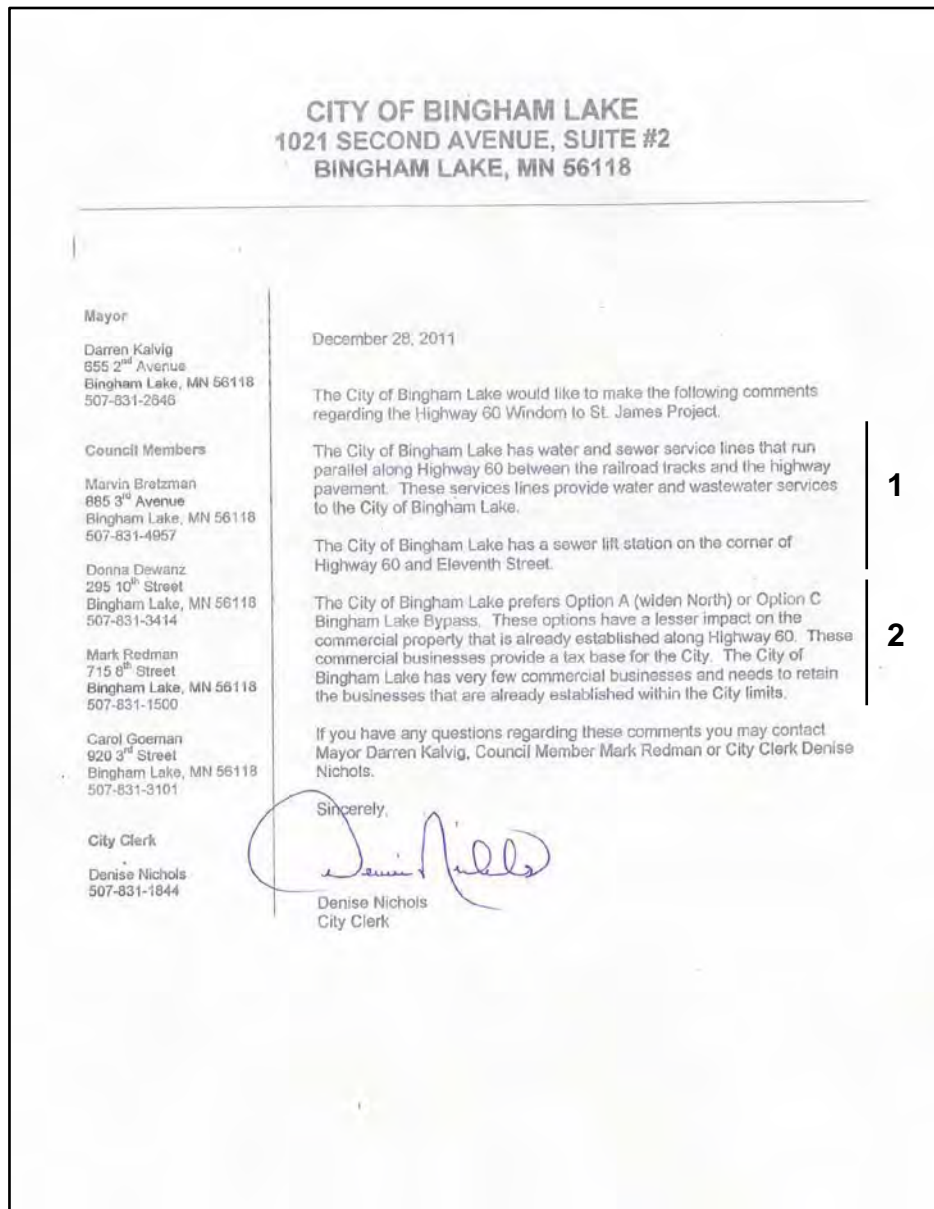 CITY OF BINGHAM LAKE
1021 SECOND AVENUE, SUITE #2
BINGHAM LAKE, MN 56118
Mayor
Darren Kalvig
655 2nd Avenue
Bingham Lake, MN 56118
507-831-2646
Council Members
Marvin Bretzman
885 3rd Avenue
Bingham Lake, MN 56118
507-831-4957
Donna Dewanz
295 10th Street
Bingham Lake, MN 56118
507-831-3414
Mark Redman
715 8th Street
Bingham Lake, MN 56118
507-831-1500
Carol Goeman
920 3rd Street
Bingham Lake, MN 56118
507-831-3101
City Clerk
Denise Nichols
507-831-1844
December 28, 2011
The City of Bingham Lake would like to make the following comments
regarding the Highway 60 Windom to St. James Project.
The City of Bingham Lake has water and sewer service lines that run
parallel along Highway 60 between the railroad tracks and the highway
pavement. These services lines provide water and wastewater services
to the City of Bingham Lake.
The City of Bingham Lake has a sewer lift station on the corner of
Highway 60 and Eleventh Street.
1
The City of Bingham Lake prefers Option A (widen North) or Option C
Bingham Lake Bypass. These options have a lesser impact on the
commercial property that is already established along Highway 60. These
commercial businesses provide a tax base for the City. The City of
Bingham Lake has very few commercial businesses and needs to retain
the businesses that are already established within the City limits.
2
If you have any questions regarding these comments you may contact
Mayor Darren Kalvig, Council Member Mark Redman or City Clerk Denise
Nichols.
Sincerely,
Denise Nichols
Denise Nichols
City Clerk